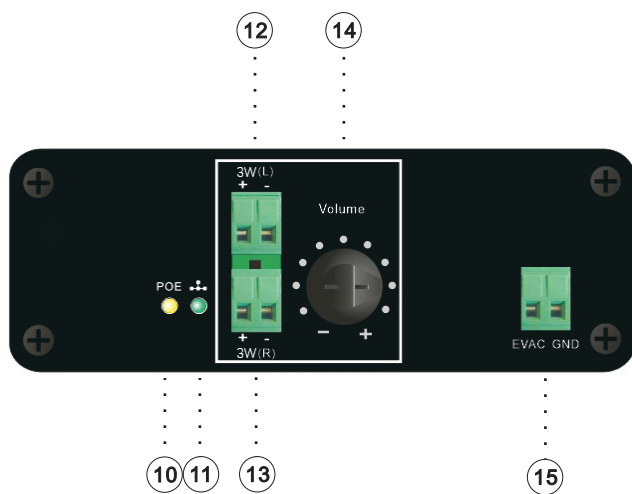 12 14
3W(L)
+ -
Volume
POE
- +
+ -
3W(R)
EVAC GND
10 11 13 15